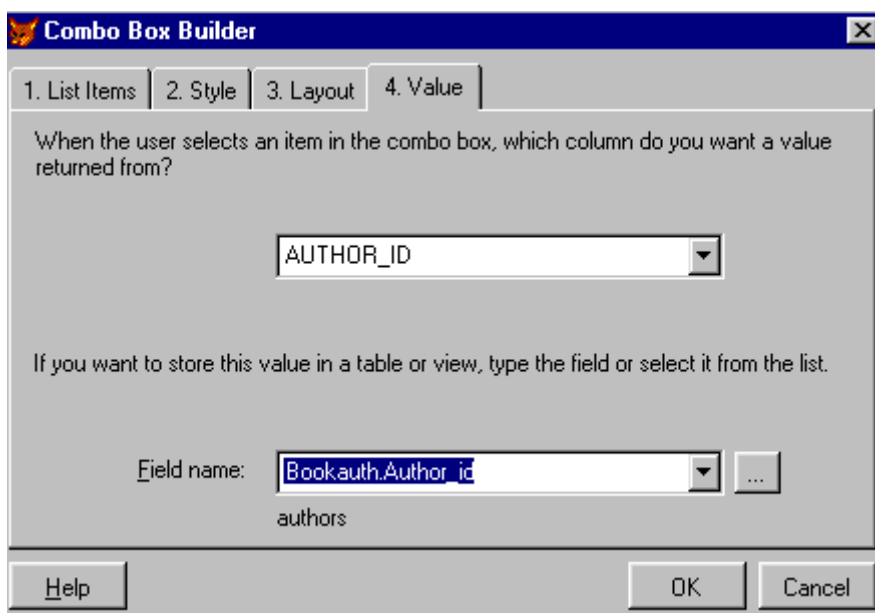 Combo Box Builder
1. List Items
2. Style
3. Layout
4. Value
When the user selects an item in the combo box, which column do you want a value
returned from?
AUTHOR_ID
If you want to store this value in a table or view, type the field or select it from the list.
Field name:
Bookauth.Author_id
...
authors
Help
OK
Cancel